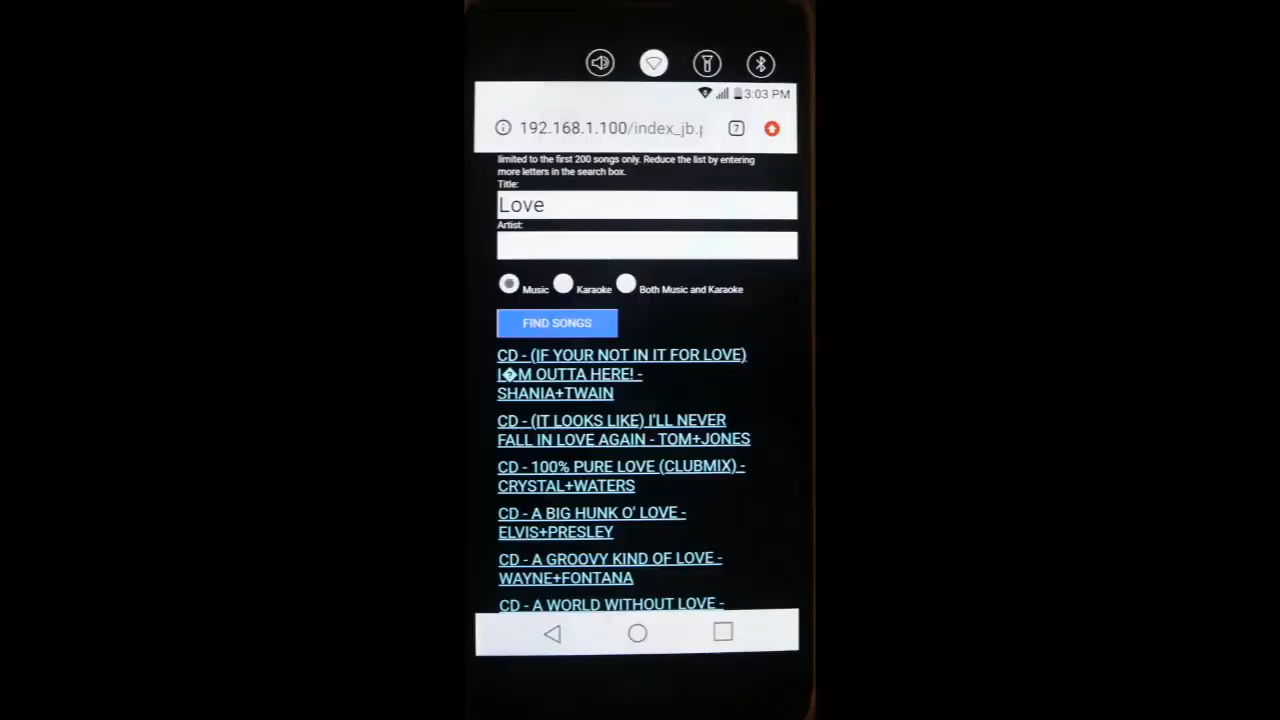 3:03 PM
192.168.1.100/index_jb.p
7
limited to the first 200 songs only. Reduce the list by entering
more letters in the search box.
Title:
Love
Artist:
Music Karaoke Both Music and Karaoke
FIND SONGS
CD - (IF YOUR NOT IN IT FOR LOVE)
I�M OUTTA HERE! -
SHANIA+TWAIN
CD - (IT LOOKS LIKE) I'LL NEVER
FALL IN LOVE AGAIN - TOM+JONES
CD - 100% PURE LOVE (CLUBMIX) -
CRYSTAL+WATERS
CD - A BIG HUNK O' LOVE -
ELVIS+PRESLEY
CD - A GROOVY KIND OF LOVE -
WAYNE+FONTANA
CD - A WORLD WITHOUT LOVE -